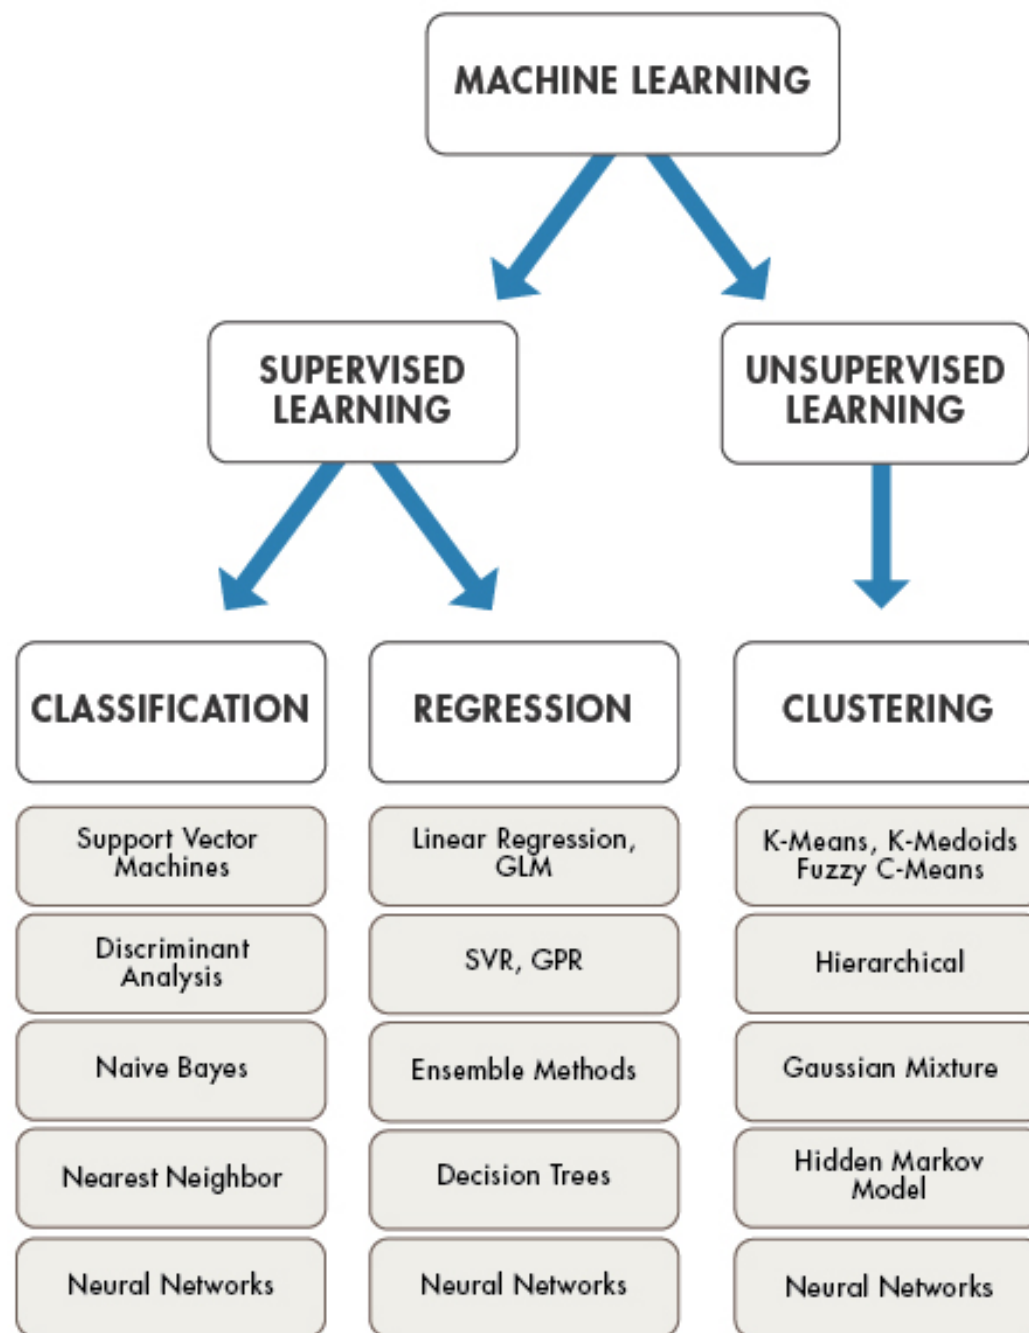 MACHINE LEARNING
SUPERVISED
LEARNING
UNSUPERVISED
LEARNING
CLASSIFICATION
REGRESSION
CLUSTERING
Support Vector
Machines
Discriminant
Analysis
Naive Bayes
Nearest Neighbor
Neural Networks
Linear Regression,
GLM
SVR, GPR
Ensemble Methods
Decision Trees
Neural Networks
K-Means, K-Medoids
Fuzzy C-Means
Hierarchical
Gaussian Mixture
Hidden Markov
Model
Neural Networks